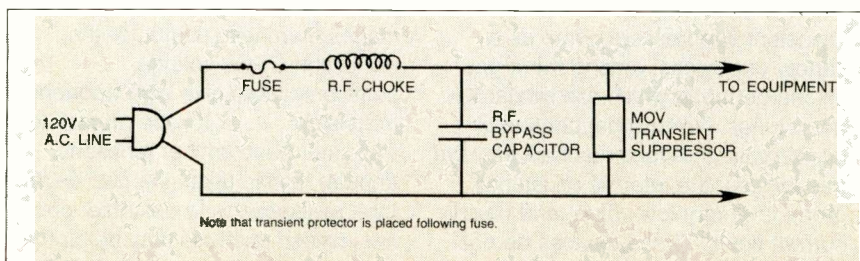 FUSE
R.F. CHOKE
TO EQUIPMENT
120V
A.C. LINE
R.F.
BYPASS
CAPACITOR
MOV
TRANSIENT
SUPPRESSOR
Note that transient protector is placed following fuse.